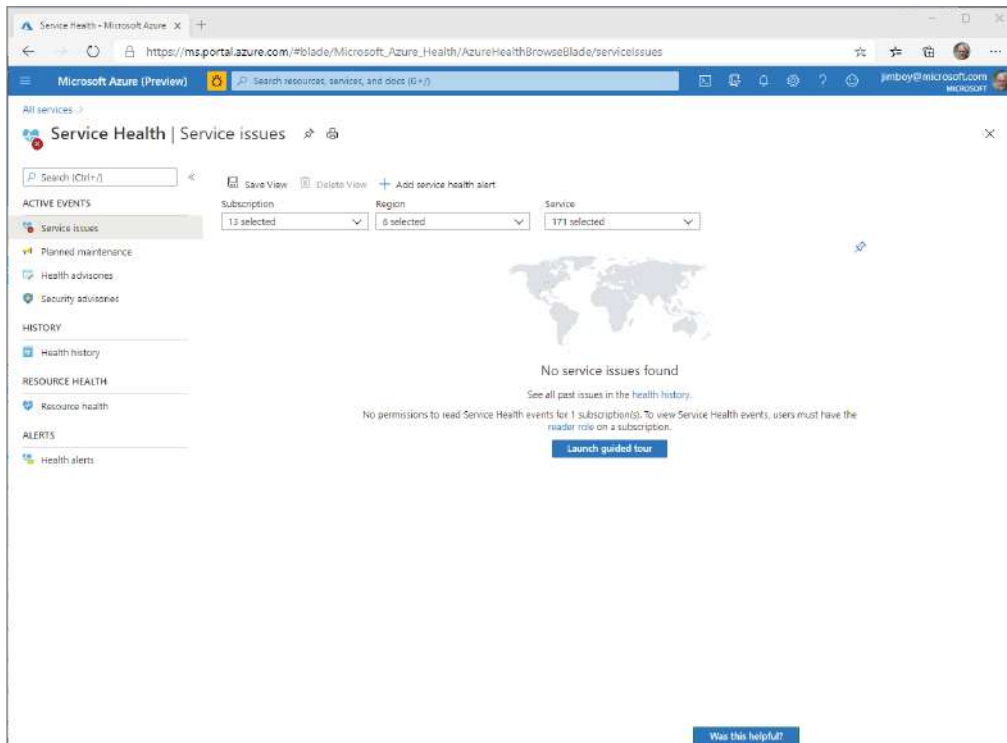 Service Health - Microsoft Azure
https://ms.portal.azure.com/#blade/Microsoft_Azure_Health/AzureHealthBrowseBlade/serviceIssues
Microsoft Azure (Preview)
Search resources, services, and docs (G+/)
jimboy@microsoft.com
MICROSOFT
All services >
Service Health | Service issues
Search (Ctrl+/)
Save View Delete View Add service health alert
ACTIVE EVENTS
Subscription Region Service
13 selected 6 selected 171 selected
Service issues
Planned maintenance
Health advisories
Security advisories
HISTORY
Health history
RESOURCE HEALTH
Resource health
ALERTS
Health alerts
No service issues found
See all past issues in the health history.
No permissions to read Service Health events for 1 subscription(s). To view Service Health events, users must have the
reader role on a subscription.
Launch guided tour
Was this helpful?